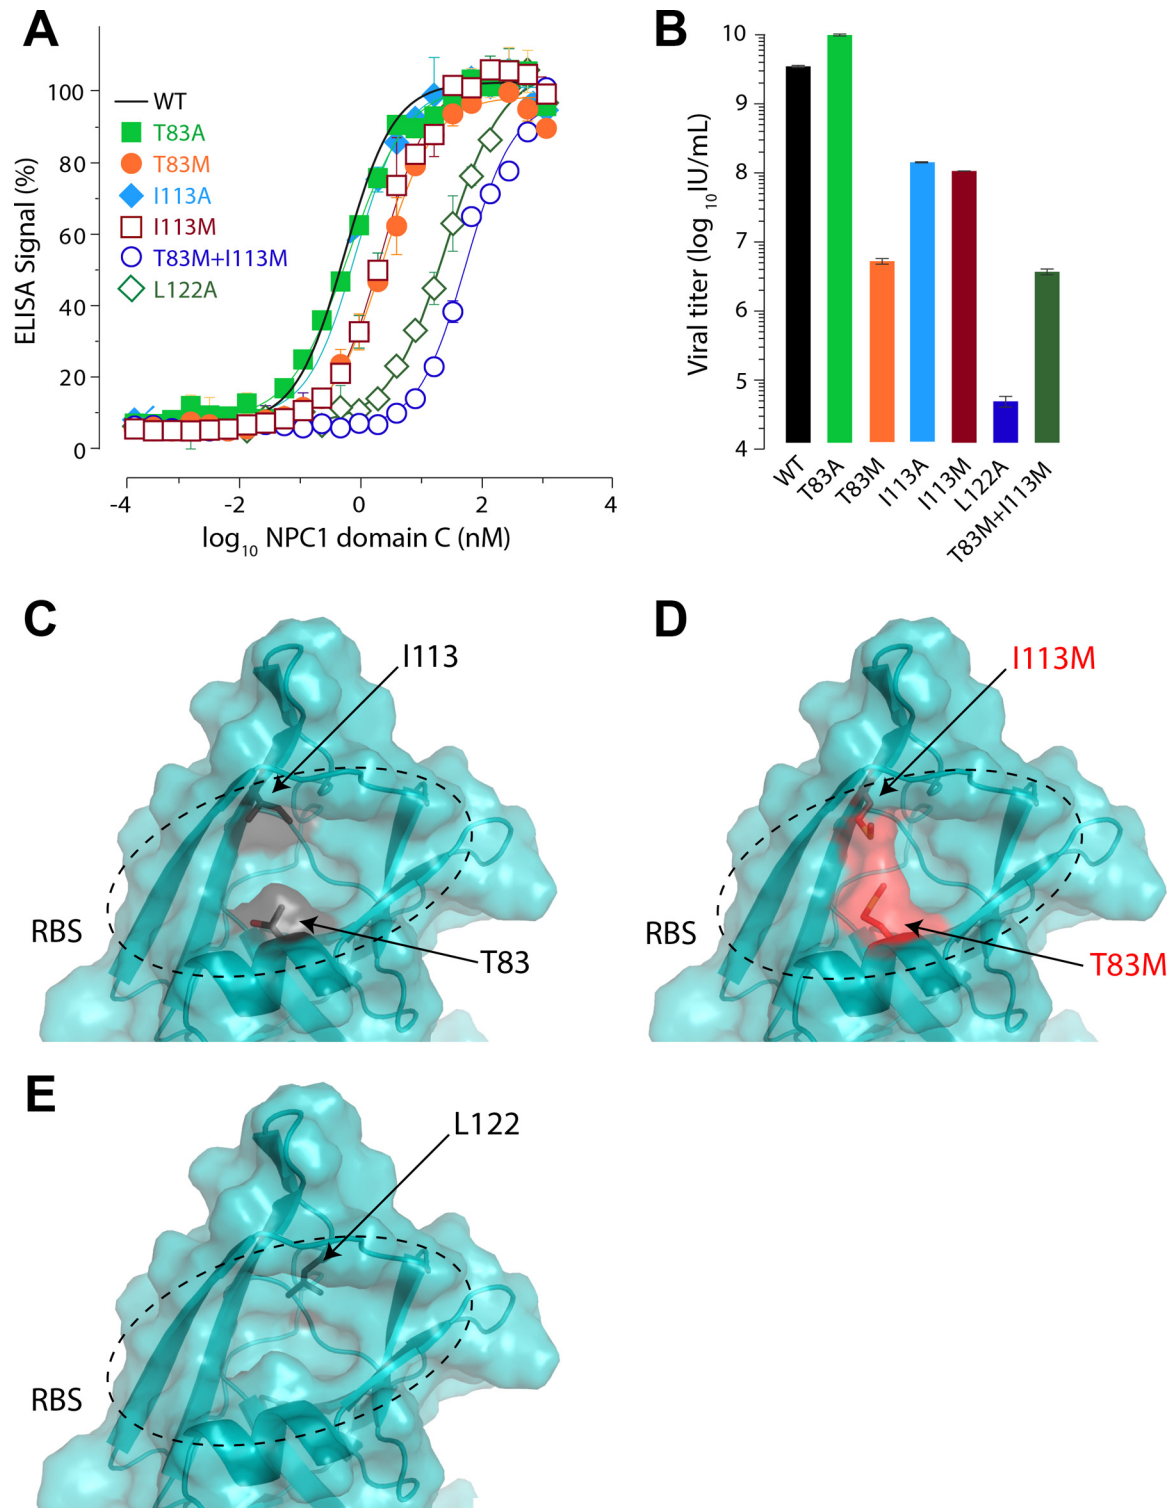 A
ELISA Signal (%)
100
80
60
40
20
0
WT
T83A
T83M
I113A
I113M
T83M+I113M
L122A
-4
-2
0
2
4
log10 NPC1 domain C (nM)
B
Viral titer (log 10IU/mL)
10
9
8
7
6
5
4
WT
T83A
T83M
I113A
I113M
L122A
T83M+I113M
C
I113
RBS
T83
D
I113M
RBS
T83M
E
L122
RBS